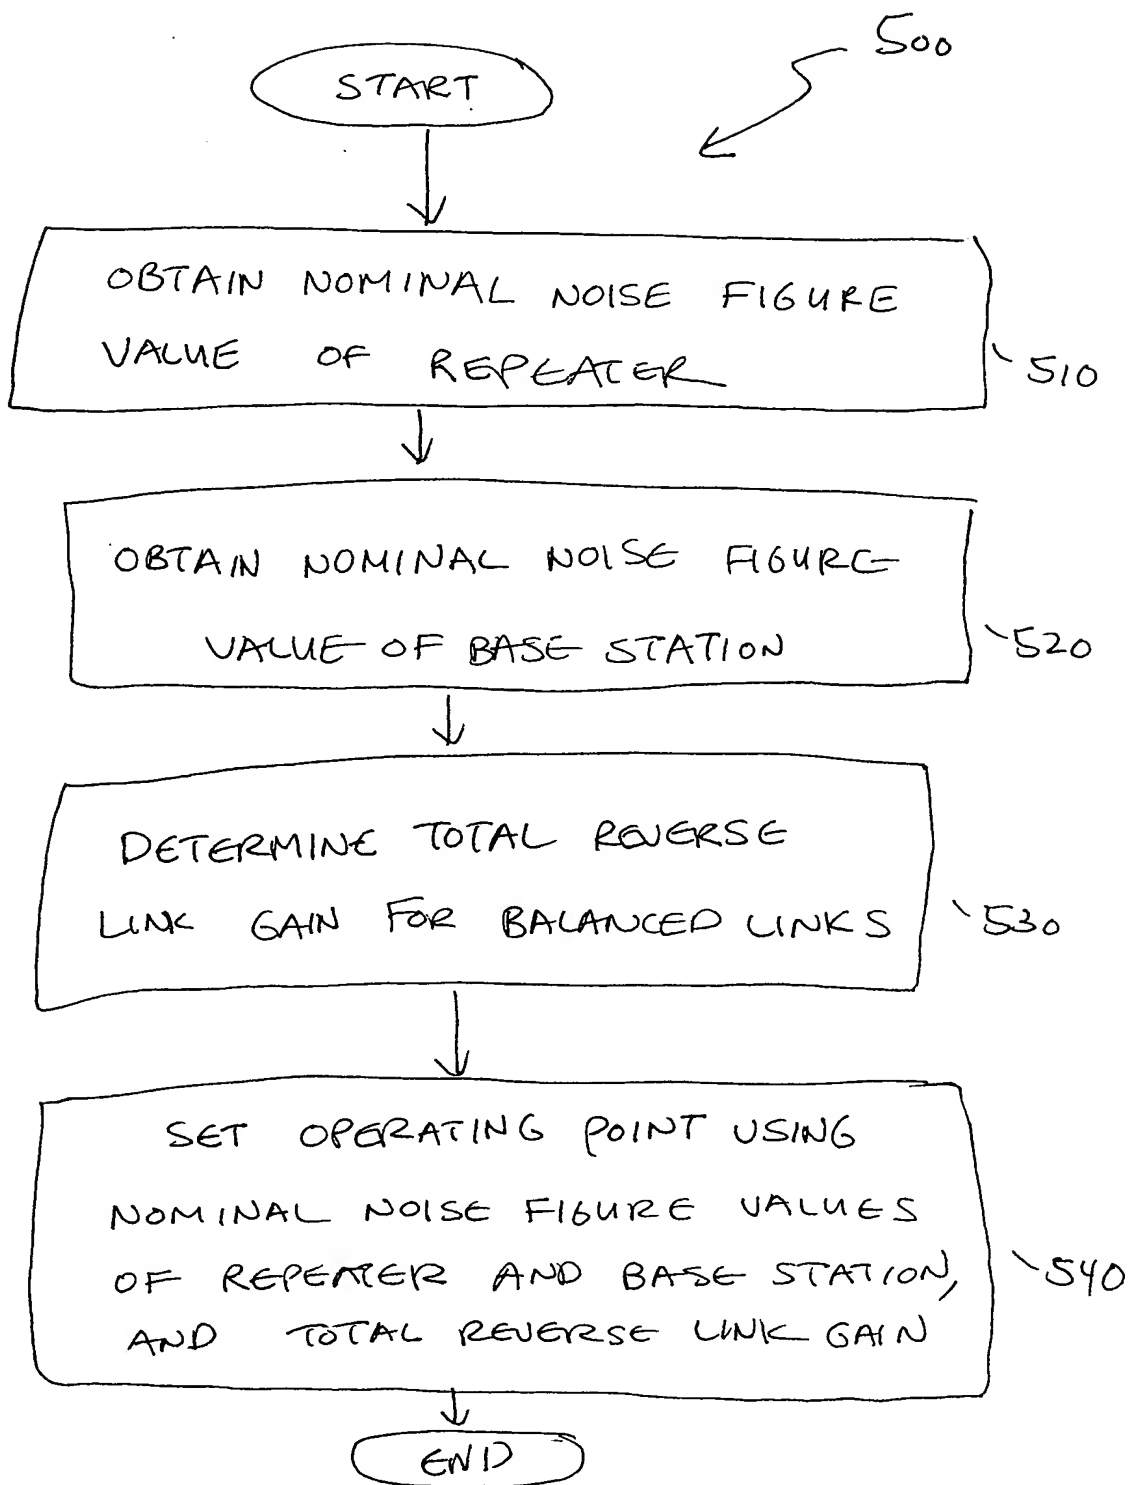 500
START
OBTAIN NOMINAL NOISE FIGURE
VALUE OF REPEATER
510
OBTAIN NOMINAL NOISE FIGURE
VALUE OF BASE STATION
520
DETERMINE TOTAL REVERSE
LINK GAIN FOR BALANCED LINKS
530
SET OPERATING POINT USING
NOMINAL NOISE FIGURE VALUES
OF REPEATER AND BASE STATION,
AND TOTAL REVERSE LINK GAIN
540
END